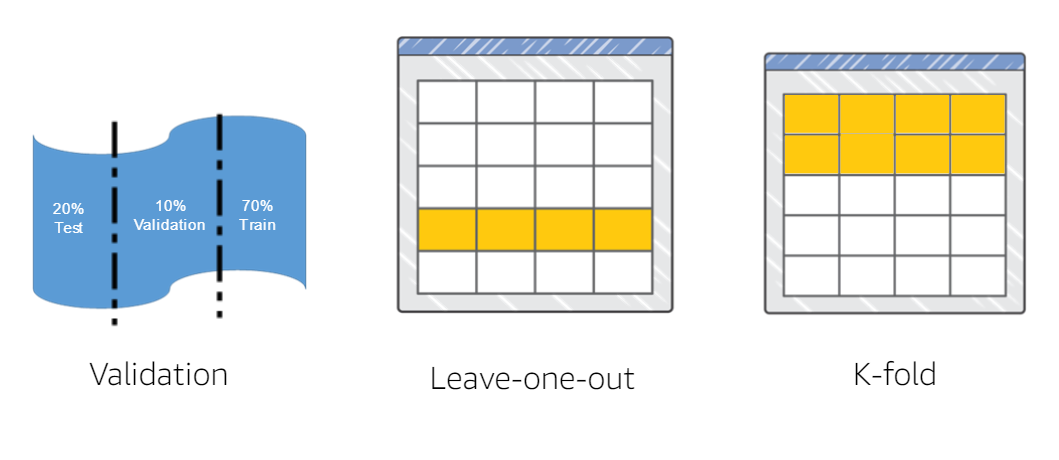 20%
Test
10%
Validation
70%
Train
Validation
Leave-one-out
K-fold